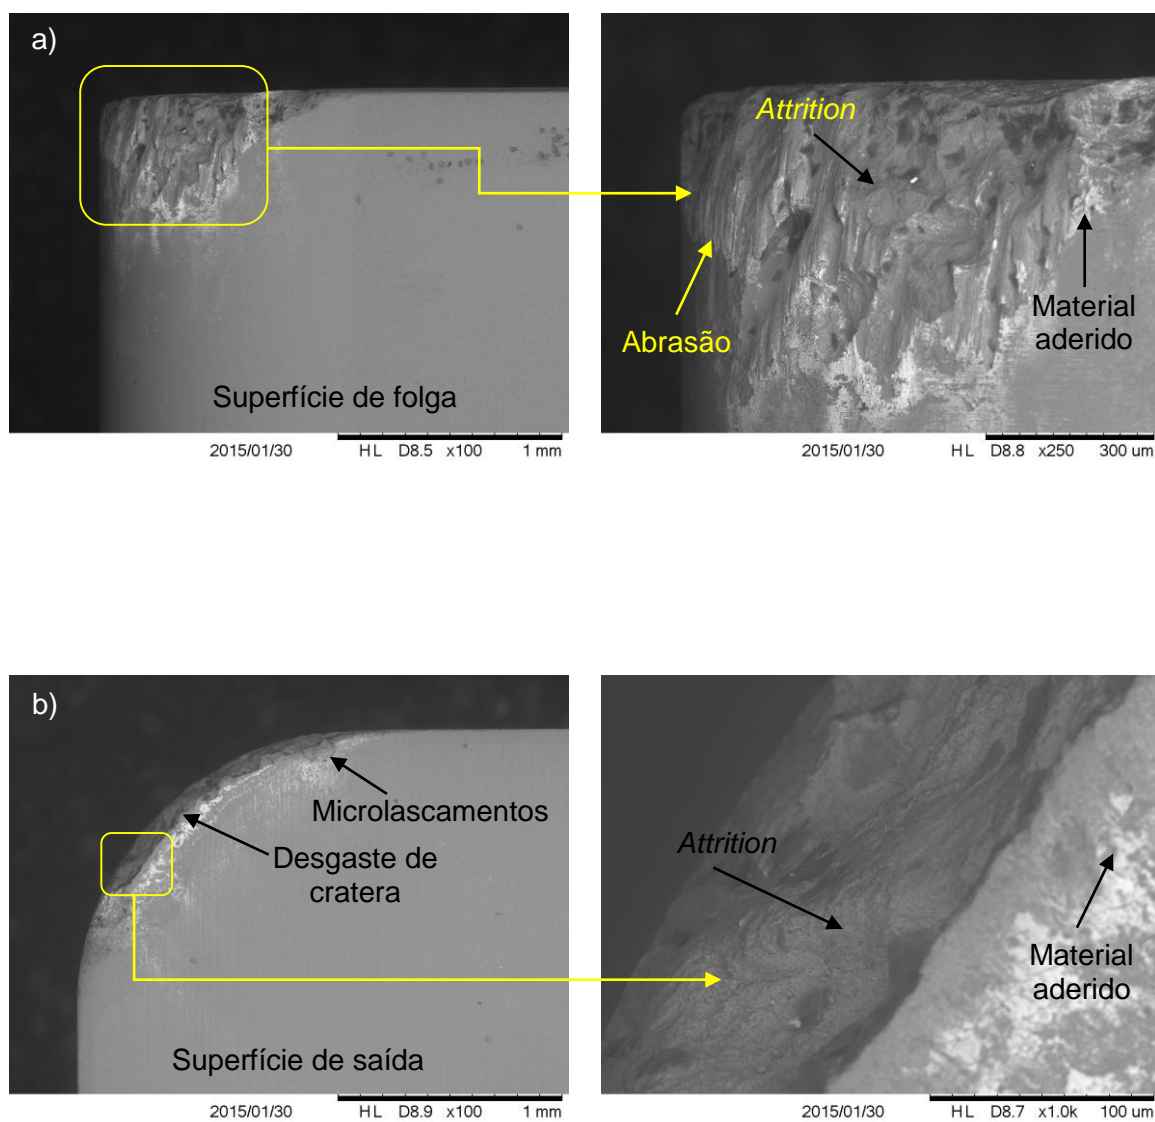 a)
Superfície de folga
2015/01/30 HL D8.5 x100 1 mm
Attrition
Abrasão
Material
aderido
2015/01/30 HL D8.8 x250 300 um
b)
Microlascamentos
Desgaste de
cratera
Superfície de saída
2015/01/30 HL D8.9 x100 1 mm
Attrition
Material
aderido
2015/01/30 HL D8.7 x1.0k 100 um